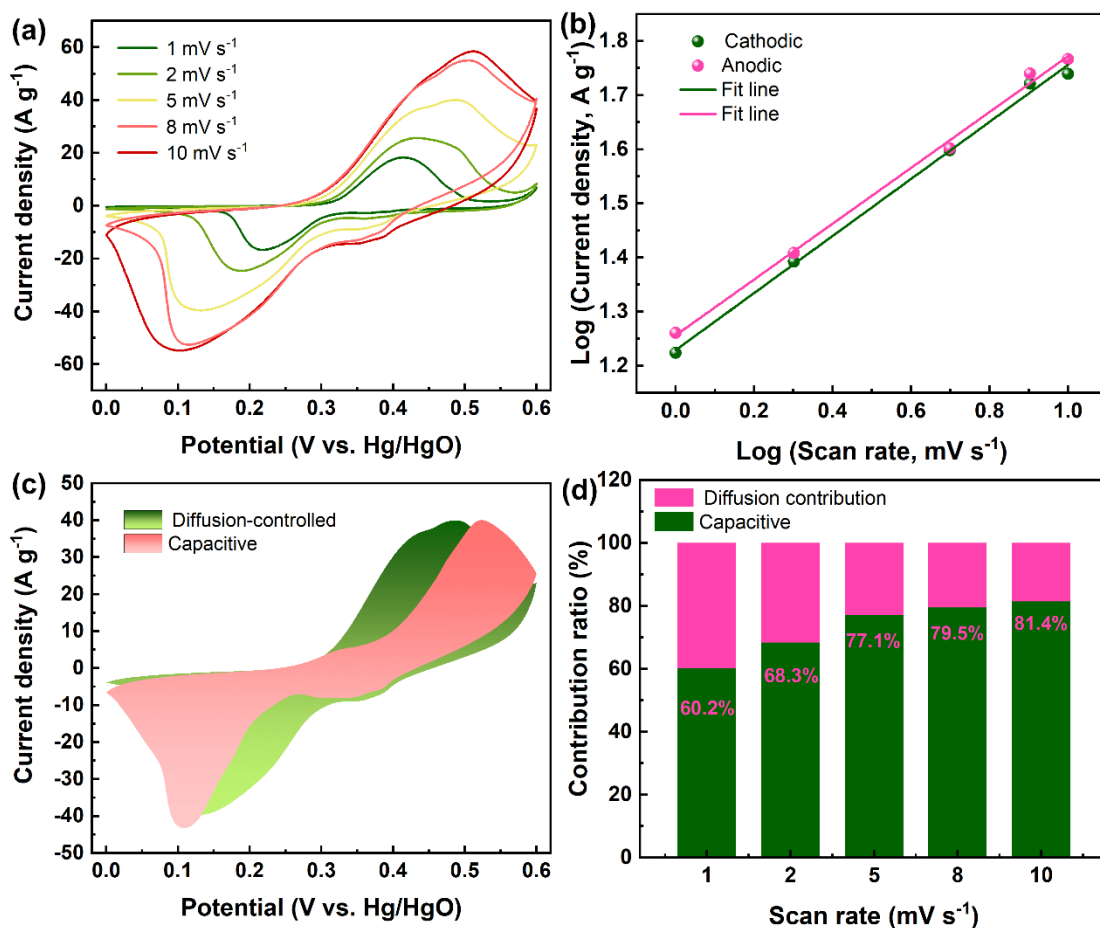 (a)
1 mV s⁻¹
2 mV s⁻¹
5 mV s⁻¹
8 mV s⁻¹
10 mV s⁻¹
60
40
20
0
-20
-40
-60
Current density (A g⁻¹)
0.0 0.1 0.2 0.3 0.4 0.5 0.6
Potential (V vs. Hg/HgO)
(b)
Cathodic
Anodic
Fit line
Fit line
1.8
1.7
1.6
1.5
1.4
1.3
1.2
Log (Current density, A g⁻¹)
0.0 0.2 0.4 0.6 0.8 1.0
Log (Scan rate, mV s⁻¹)
(c)
Diffusion-controlled
Capacitive
50
40
30
20
10
0
-10
-20
-30
-40
-50
Current density (A g⁻¹)
0.0 0.1 0.2 0.3 0.4 0.5 0.6
Potential (V vs. Hg/HgO)
(d)
Diffusion contribution
Capacitive
120
100
80
60
40
20
0
Contribution ratio (%)
60.2%
68.3%
77.1%
79.5%
81.4%
1 2 5 8 10
Scan rate (mV s⁻¹)